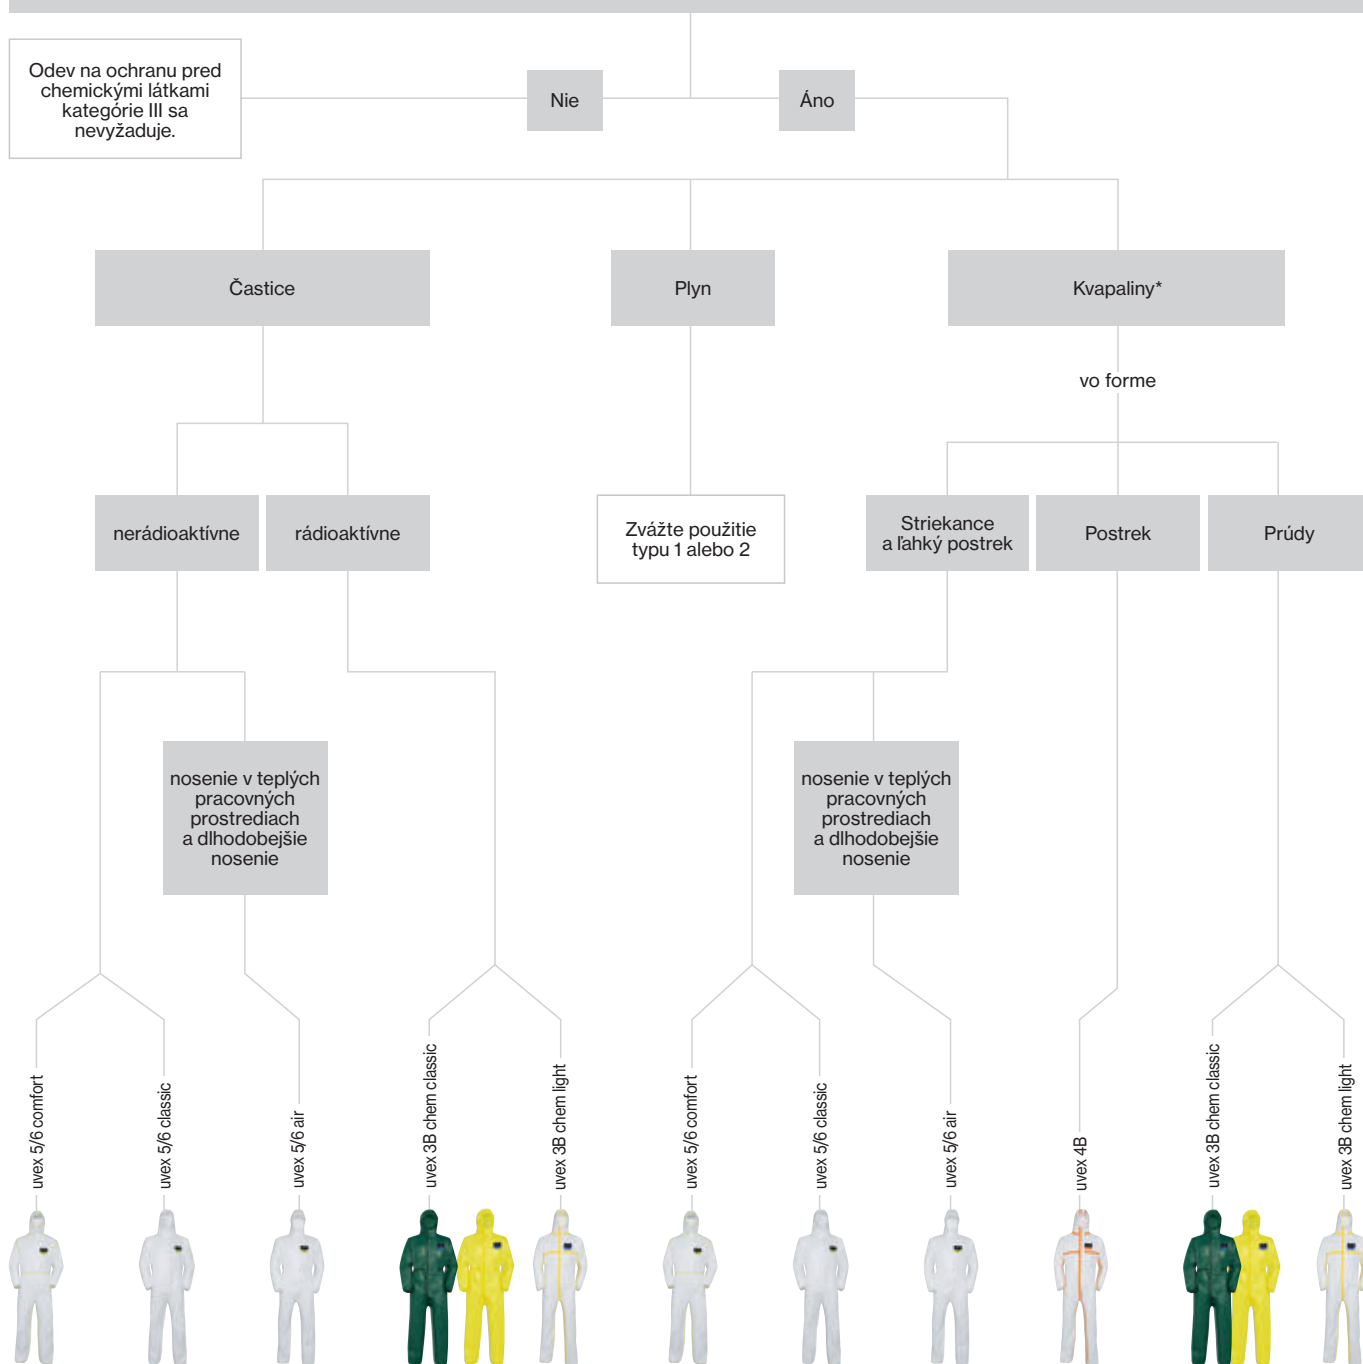 Odev na ochranu pred
chemickými látkami
kategórie III sa
nevyžaduje.
Nie
Áno
Častice
Plyn
Kvapaliny*
vo forme
nerádioaktívne
rádioaktívne
Zvážte použitie
typu 1 alebo 2
Striekance
a ľahký postrek
Postrek
Prúdy
nosenie v teplých
pracovných
prostrediach
a dlhodobejšie
nosenie
nosenie v teplých
pracovných
prostrediach
a dlhodobejšie
nosenie
uvex 5/6 comfort
uvex 5/6 classic
uvex 5/6 air
uvex 3B chem classic
uvex 3B chem light
uvex 5/6 comfort
uvex 5/6 classic
uvex 5/6 air
uvex 4B
uvex 3B chem classic
uvex 3B chem light